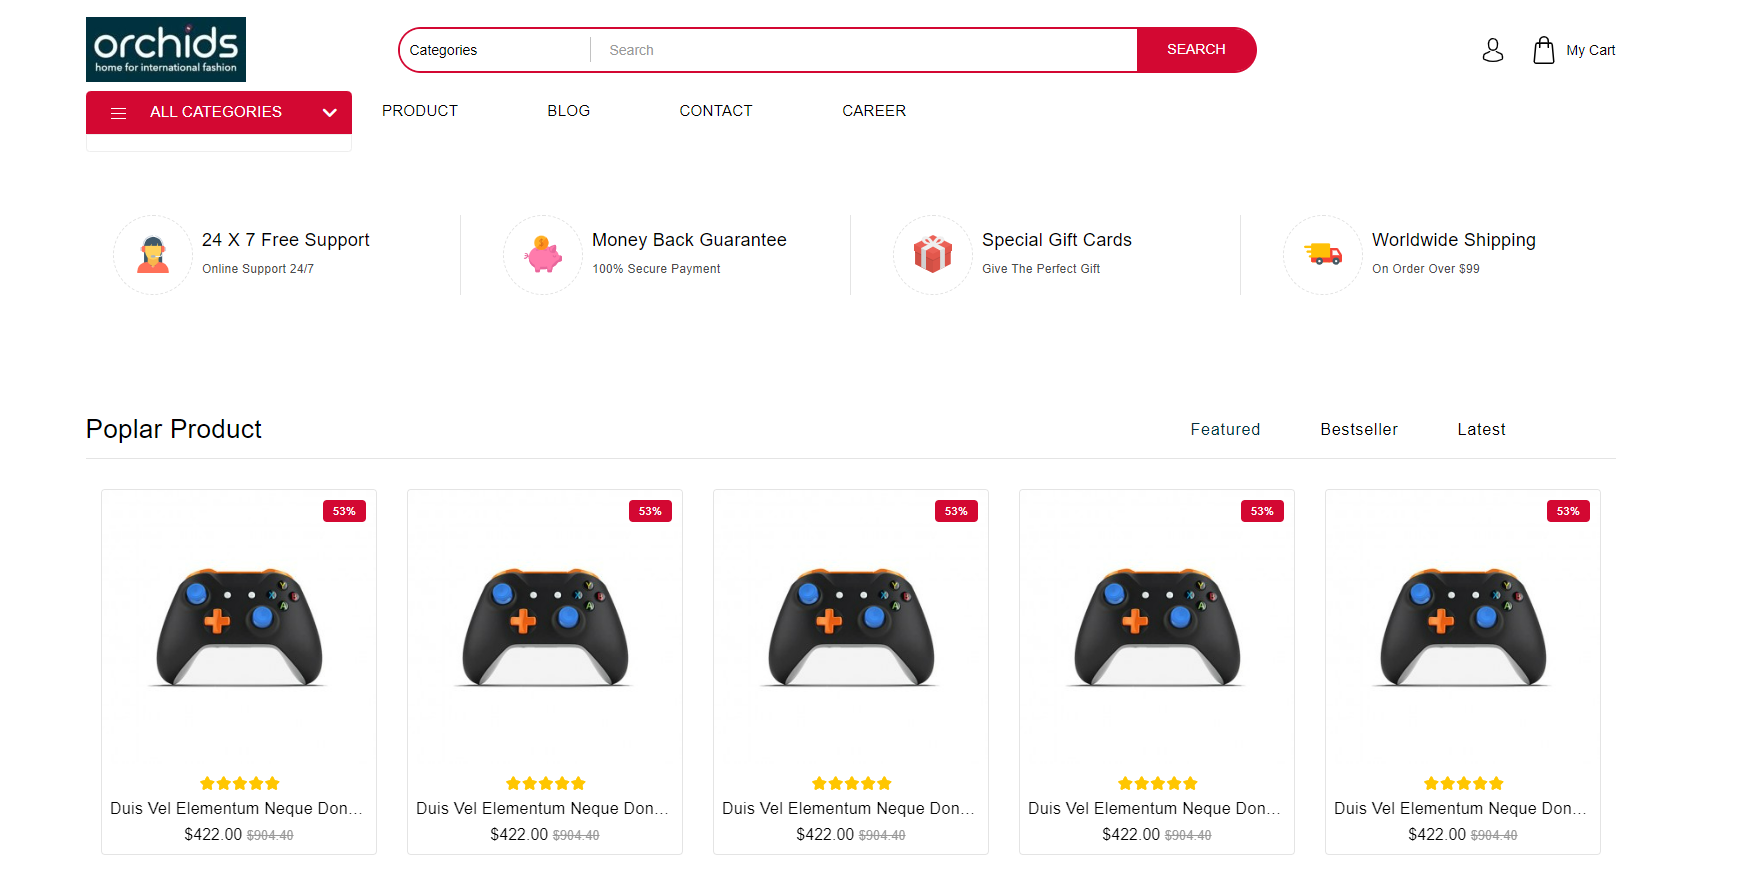 orchids
home for international fashion
Categories
Search
SEARCH
My Cart
ALL CATEGORIES
PRODUCT
BLOG
CONTACT
CAREER
24 X 7 Free Support
Online Support 24/7
Money Back Guarantee
100% Secure Payment
Special Gift Cards
Give The Perfect Gift
Worldwide Shipping
On Order Over $99
Poplar Product
Featured
Bestseller
Latest
53%
Y
X
B
A
Duis Vel Elementum Neque Don...
$422.00 $904.40
53%
Y
X
B
A
Duis Vel Elementum Neque Don...
$422.00 $904.40
53%
Y
X
B
A
Duis Vel Elementum Neque Don...
$422.00 $904.40
53%
Y
X
B
A
Duis Vel Elementum Neque Don...
$422.00 $904.40
53%
Y
X
B
A
Duis Vel Elementum Neque Don...
$422.00 $904.40